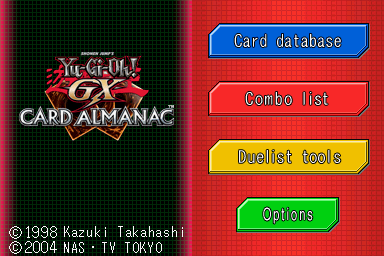 SHONEN JUMP'S
Yu-Gi-Oh!
GX
CARD ALMANAC™
©1998 Kazuki Takahashi
©2004 NAS・TV TOKYO
Card database
Combo list
Duelist tools
Options